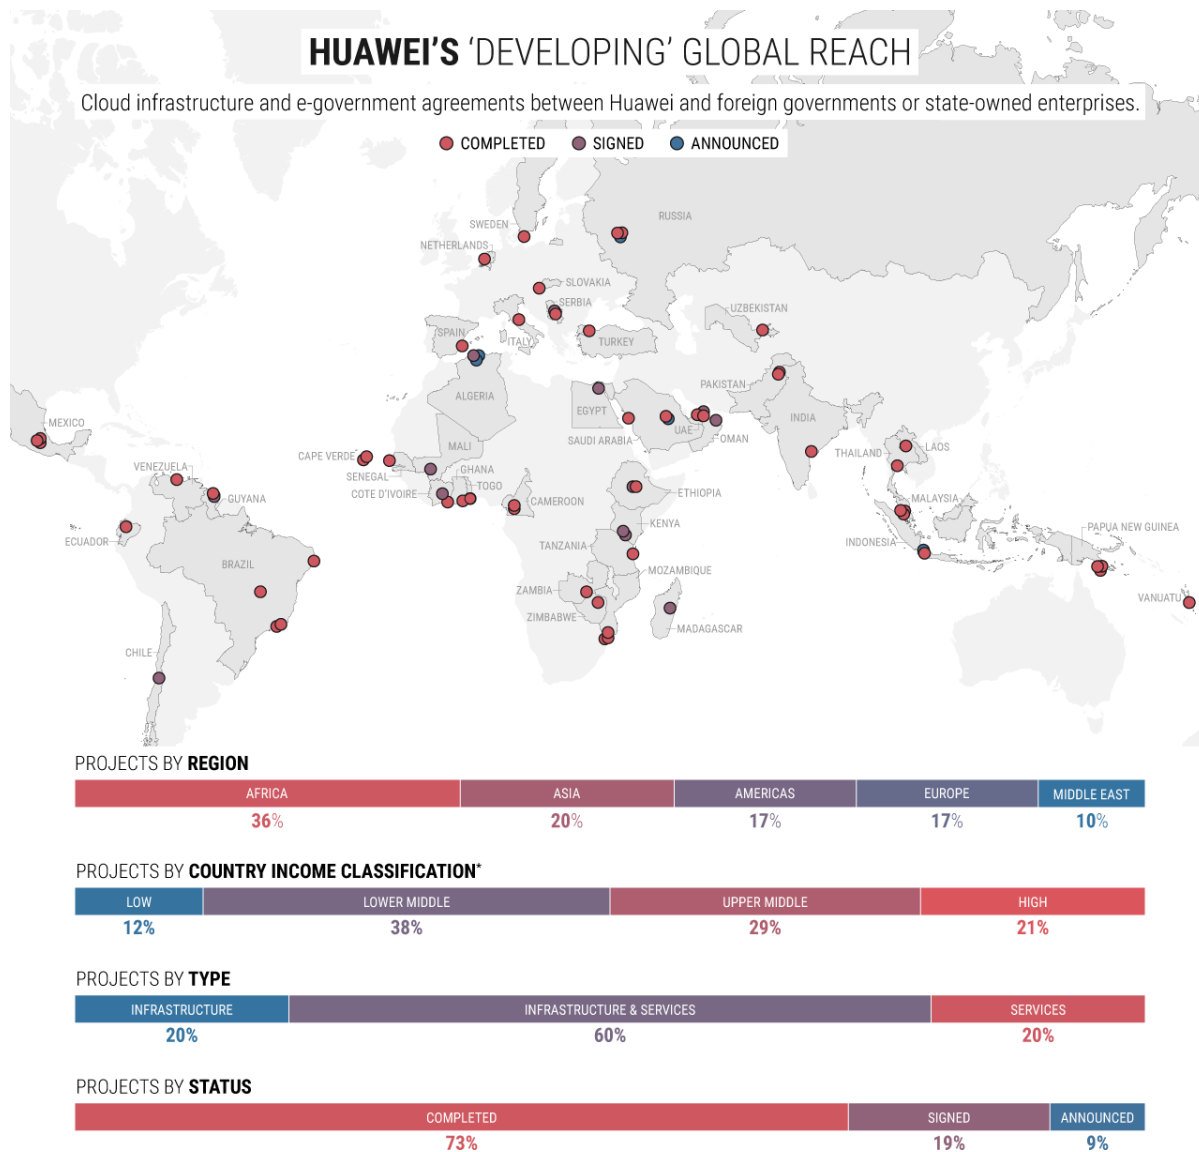 HUAWEI'S 'DEVELOPING' GLOBAL REACH
Cloud infrastructure and e-government agreements between Huawei and foreign governments or state-owned enterprises.
COMPLETED SIGNED ANNOUNCED
RUSSIA
SWEDEN
NETHERLANDS
SLOVAKIA
SERBIA
UZBEKISTAN
SPAIN
ITALY
TURKEY
PAKISTAN
ALGERIA
EGYPT
INDIA
MEXICO
UAE
SAUDI ARABIA
OMAN
MALI
LAOS
THAILAND
CAPE VERDE
VENEZUELA
GHANA
SENEGAL
TOGO
COTE D'IVOIRE
ETHIOPIA
GUYANA
CAMEROON
MALAYSIA
KENYA
PAPUA NEW GUINEA
ECUADOR
INDONESIA
TANZANIA
BRAZIL
MOZAMBIQUE
ZAMBIA
VANUATU
ZIMBABWE
MADAGASCAR
CHILE
PROJECTS BY REGION
AFRICA ASIA AMERICAS EUROPE MIDDLE EAST
36% 20% 17% 17% 10%
PROJECTS BY COUNTRY INCOME CLASSIFICATION*
LOW LOWER MIDDLE UPPER MIDDLE HIGH
12% 38% 29% 21%
PROJECTS BY TYPE
INFRASTRUCTURE INFRASTRUCTURE & SERVICES SERVICES
20% 60% 20%
PROJECTS BY STATUS
COMPLETED SIGNED ANNOUNCED
73% 19% 9%